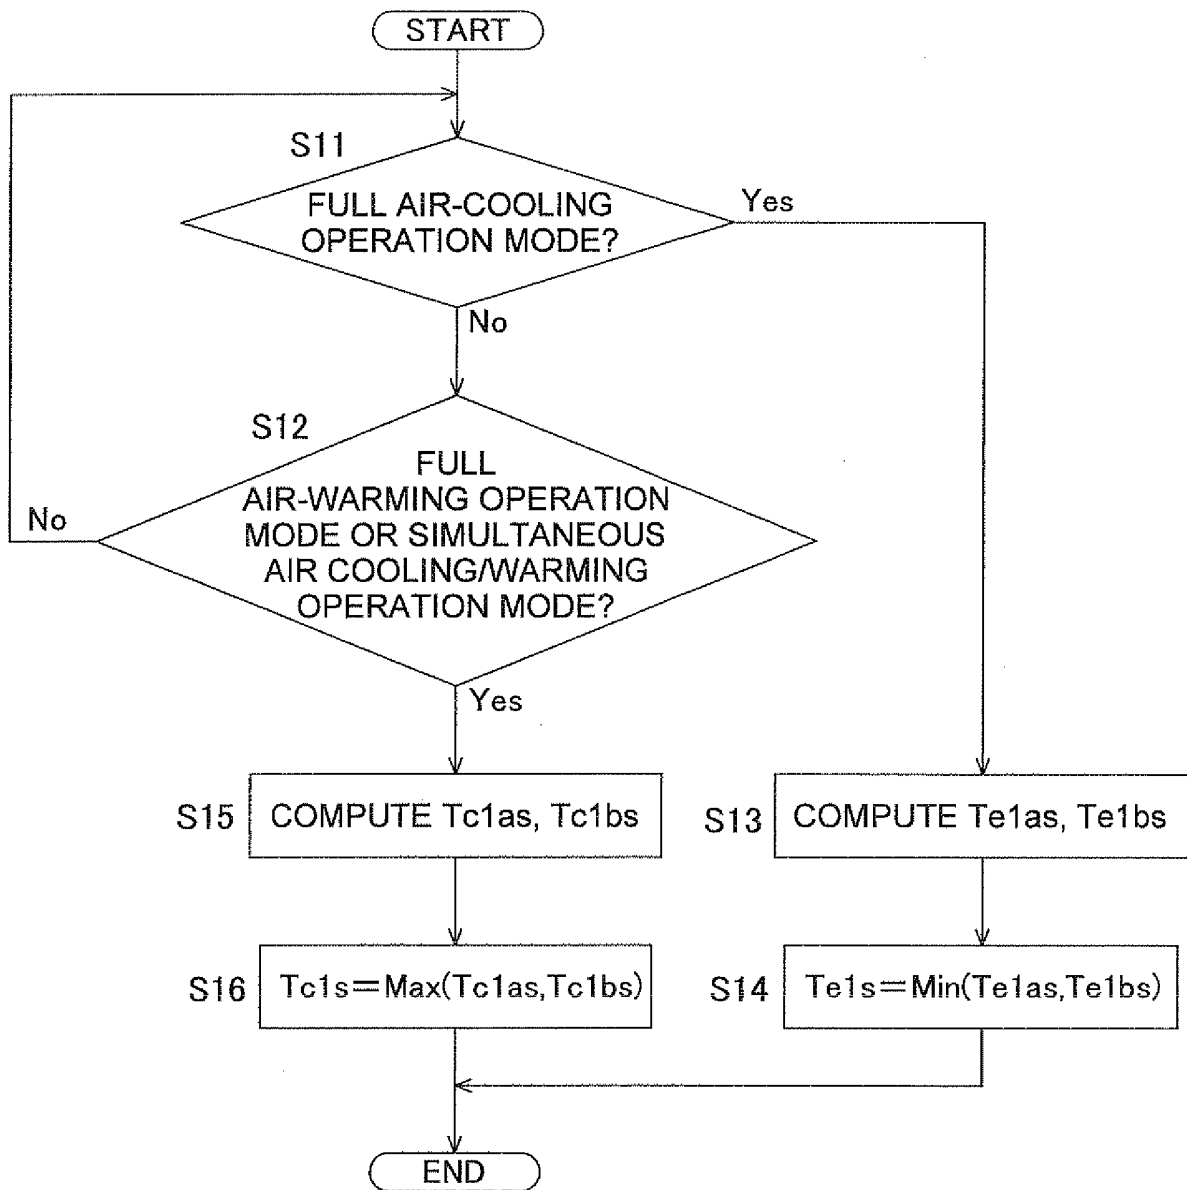 START
S11
FULL AIR-COOLING
OPERATION MODE?
Yes
No
S12
FULL
AIR-WARMING OPERATION
MODE OR SIMULTANEOUS
AIR COOLING/WARMING
OPERATION MODE?
No
Yes
S15
COMPUTE Tc1as, Tc1bs
S13
COMPUTE Te1as, Te1bs
S16
Tc1s=Max(Tc1as,Tc1bs)
S14
Te1s=Min(Te1as,Te1bs)
END